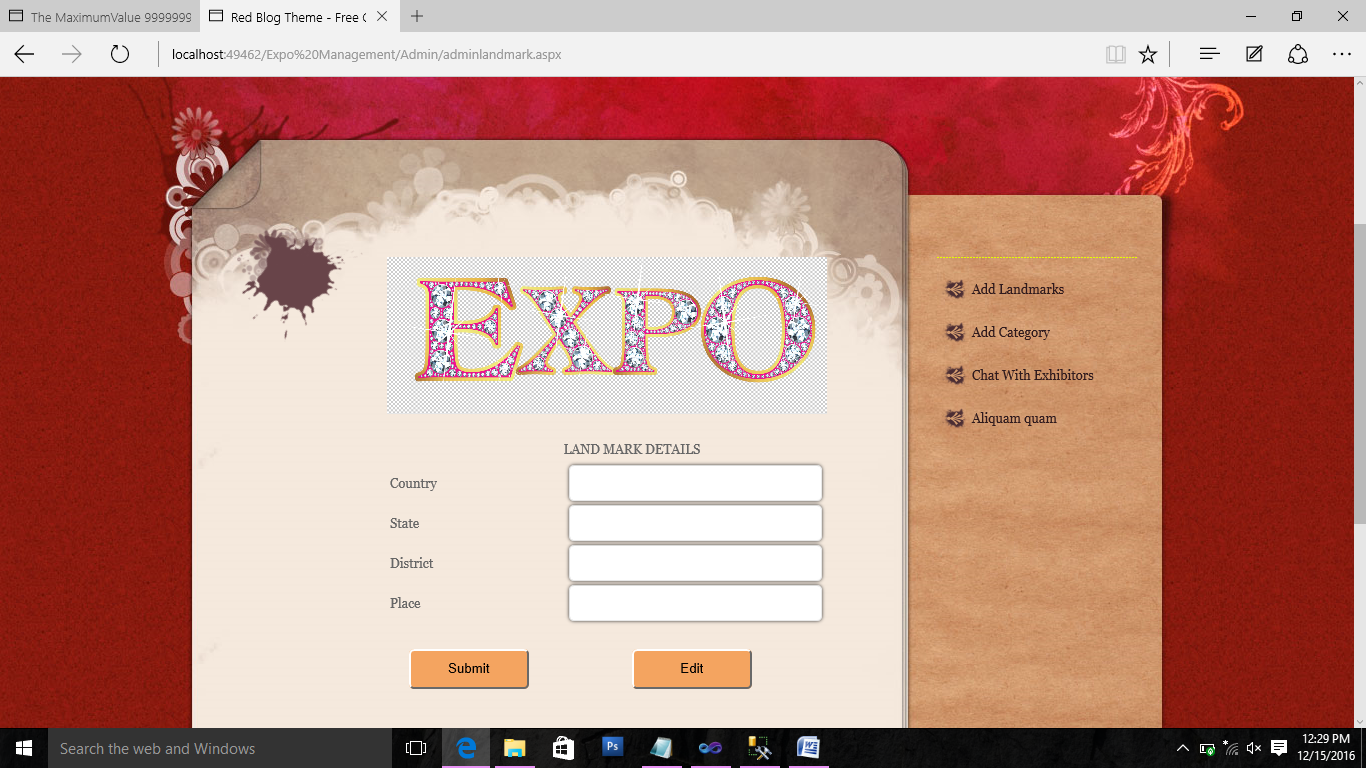 The MaximumValue 9999999
Red Blog Theme - Free C
localhost:49462/Expo%20Management/Admin/adminlandmark.aspx
EXPO
Add Landmarks
Add Category
Chat With Exhibitors
Aliquam quam
LAND MARK DETAILS
Country
State
District
Place
Submit
Edit
Search the web and Windows
Ps
12:29 PM
12/15/2016